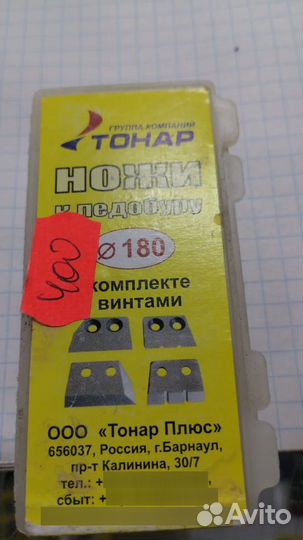 ГРУППА КОМПАНИЙ
ТОНАР
НОЖИ
к ледобуру
400
ø 180
комплекте
винтами
ООО «Тонар Плюс»
656037, Россия, г.Барнаул,
пр-т Калинина, 30/7
тел.: +
сбыт: +
Avito